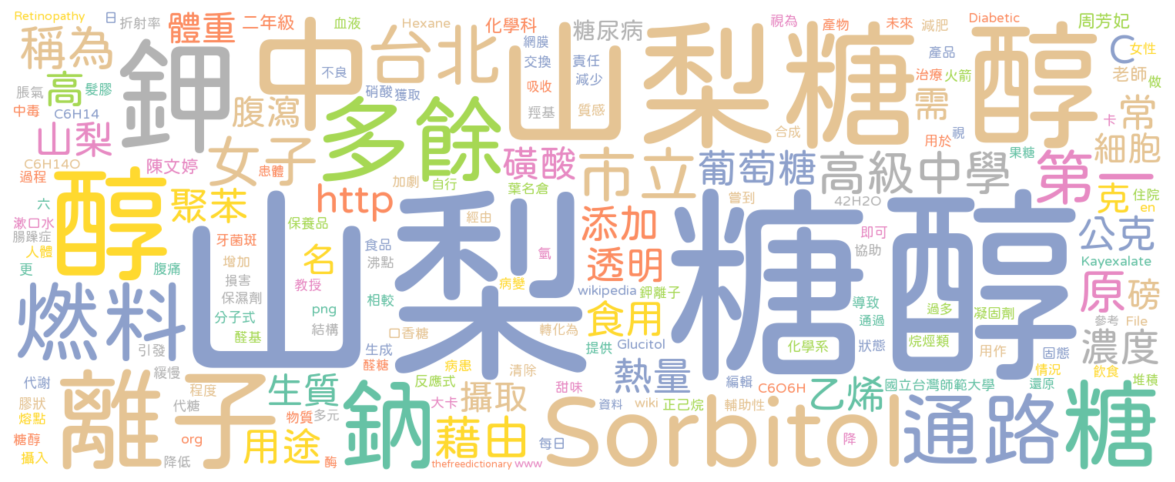 Retinopathy
日
折射率
二年級
體重
血液
Hexane
化學科
糖尿病
視為
產物
未來
減肥
Diabetic
周芳妃
稱為
鉀
中
不良
台北
網膜
交換
吸收
責任
減少
山梨糖醇
產品
治療
火箭
C
女性
老師
做
脹氣
高
髮膠
中毒
C6H14
腹瀉
多餘
硝酸
獲取
羥基
質感
需
常
卡
山梨
陳文婷
女子
患體
磺酸
市立
合成
用於
視
果糖
細胞
C6H14O
過程
葡萄糖
高級中學
第一
六
醇
聚苯
http
加劇
自行
葉名倉
嘗到
42H2O
克
住院
en
漱口水
腸躁症
人體
保養品
經由
添加
山梨糖醇
公克
更
腹痛
牙菌斑
名
食品
沸點
氫
透明
協助
Kayexalate
增加
損害
保濕劑
教授
病變
wikipedia
鉀離子
導致
通過
過多
凝固劑
原
磅
燃料
分子式
png
相較
食用
參考
File
醛基
結構
口香糖
轉化為
提供
Glucitol
化學系
狀態
烷烴類
濃度
引發
緩慢
生成
醛糖
病患
清除
熱量
編輯
用作
固態
情況
飲食
代謝
離子
程度
生質
反應式
甜味
C6O6H
乙烯
國立台灣師範大學
還原
堆積
膠狀
熔點
代糖
物質
多元
鈉
大卡
攝取
資料
wiki
正己烷
輔助性
糖醇
攝入
org
降低
用途
酶
藉由
thefreedictionary
www
每日
Sorbitol
降
通路
糖